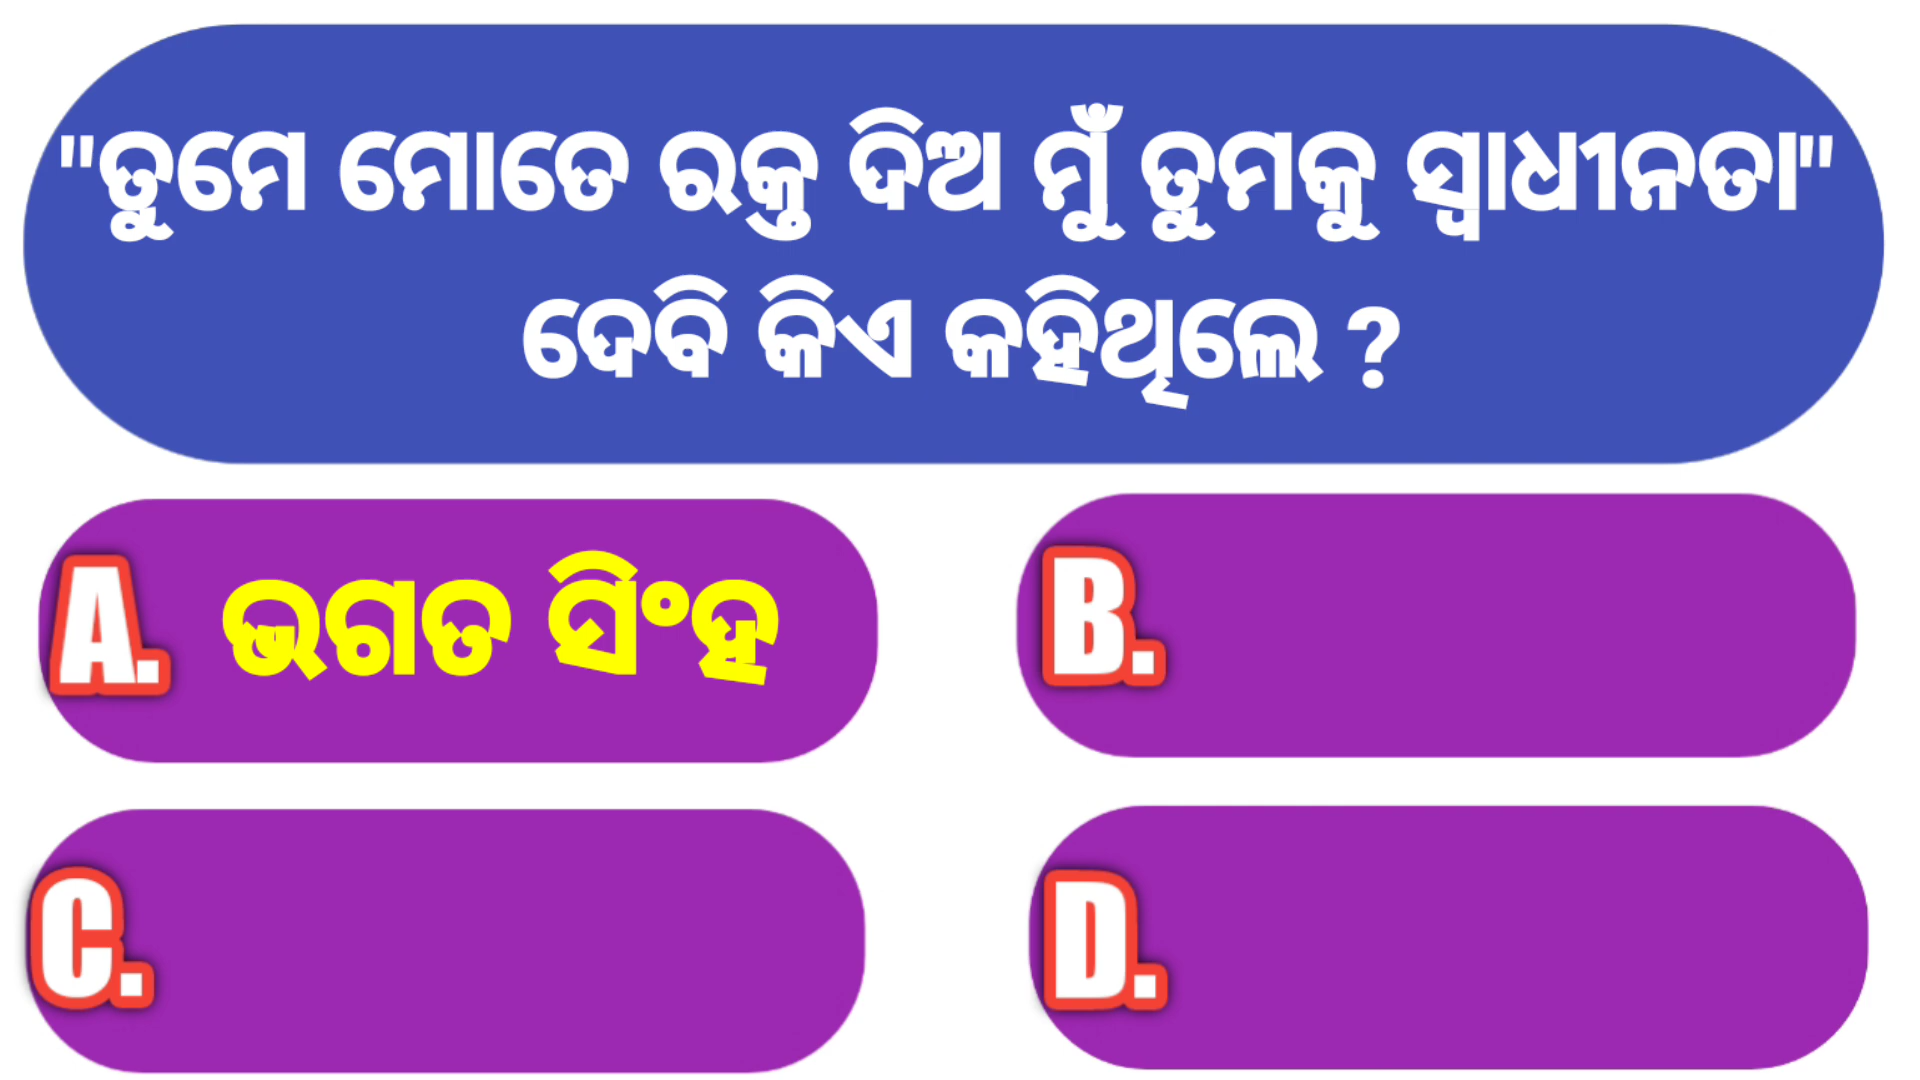 "ତୁମେ ମୋତେ ରକ୍ତ ଦିଅ ମୁଁ ତୁମକୁ ସ୍ଵାଧୀନତା"
ଦେବି କିଏ କହିଥିଲେ ?
A. ଭଗତ ସିଂହ
B.
C.
D.